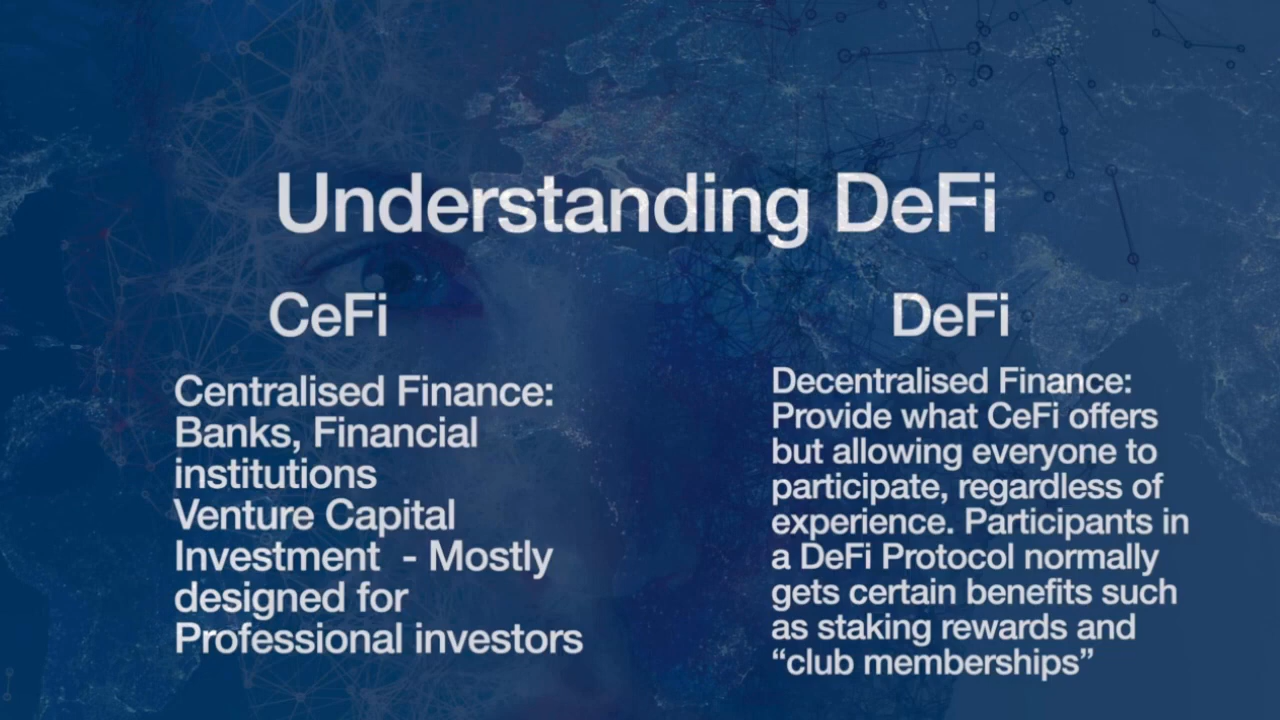 Understanding DeFi
CeFi
Centralised Finance:
Banks, Financial
institutions
Venture Capital
Investment  - Mostly
designed for
Professional investors
DeFi
Decentralised Finance:
Provide what CeFi offers
but allowing everyone to
participate, regardless of
experience. Participants in
a DeFi Protocol normally
gets certain benefits such
as staking rewards and
“club memberships”